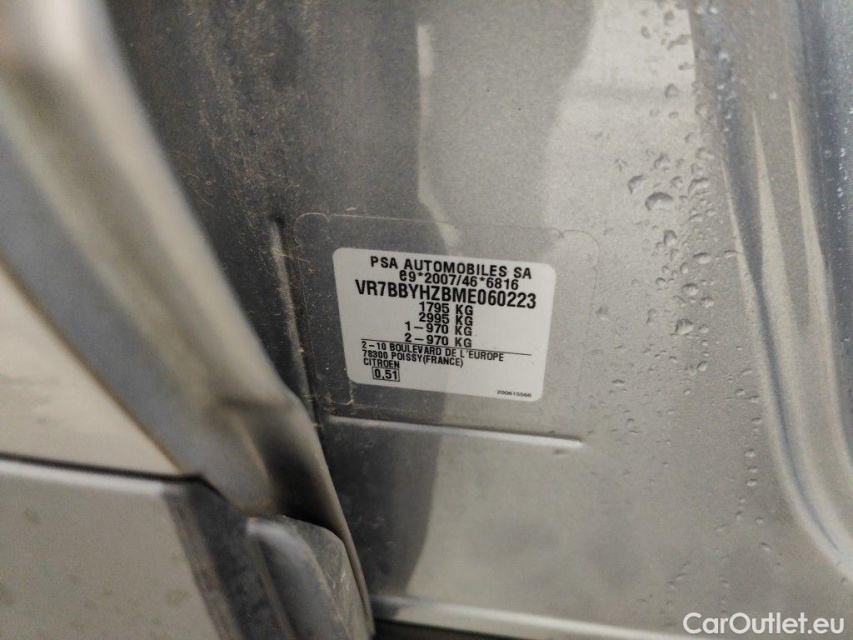 PSA AUTOMOBILES SA
e9*2007/46*6816
VR7BBYHZBME060223
1795 KG
2995 KG
1-970 KG
2-970 KG
2-10 BOULEVARD DE L'EUROPE
78300 POISSY(FRANCE)
CITROEN
0,51
CarOutlet.eu